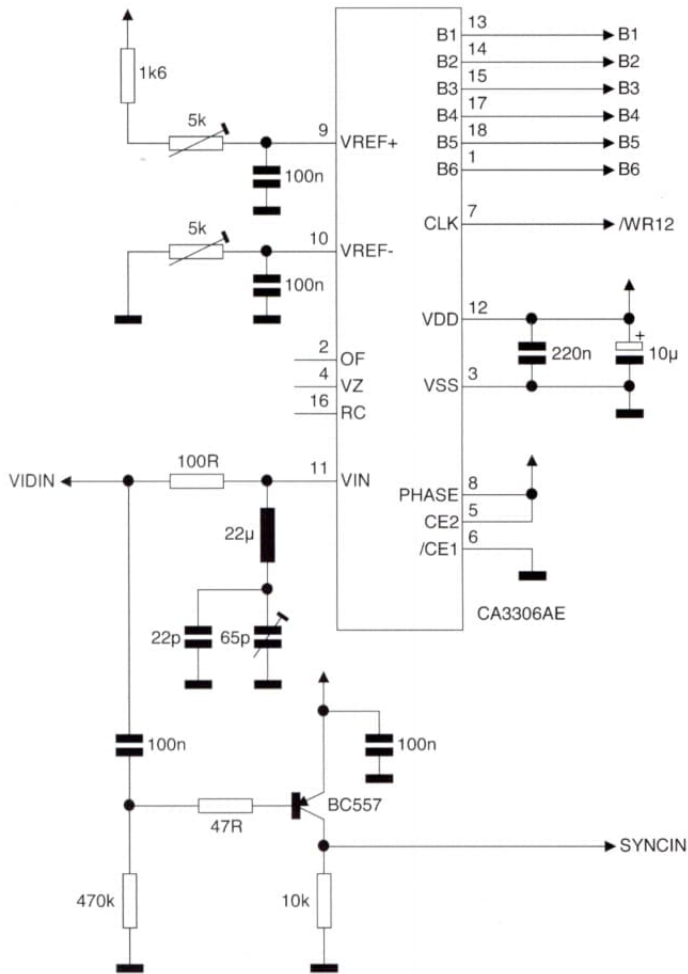 1k6
5k
9
VREF+
100n
5k
10
VREF-
100n
2
OF
4
VZ
16
RC
VIDIN
100R
11
VIN
22µ
22p
65p
B1
13
B1
B2
14
B2
B3
15
B3
B4
17
B4
B5
18
B5
B6
1
B6
CLK
7
/WR12
VDD
12
220n
+
10µ
VSS
3
PHASE
8
CE2
5
/CE1
6
CA3306AE
100n
100n
47R
BC557
SYNCIN
470k
10k